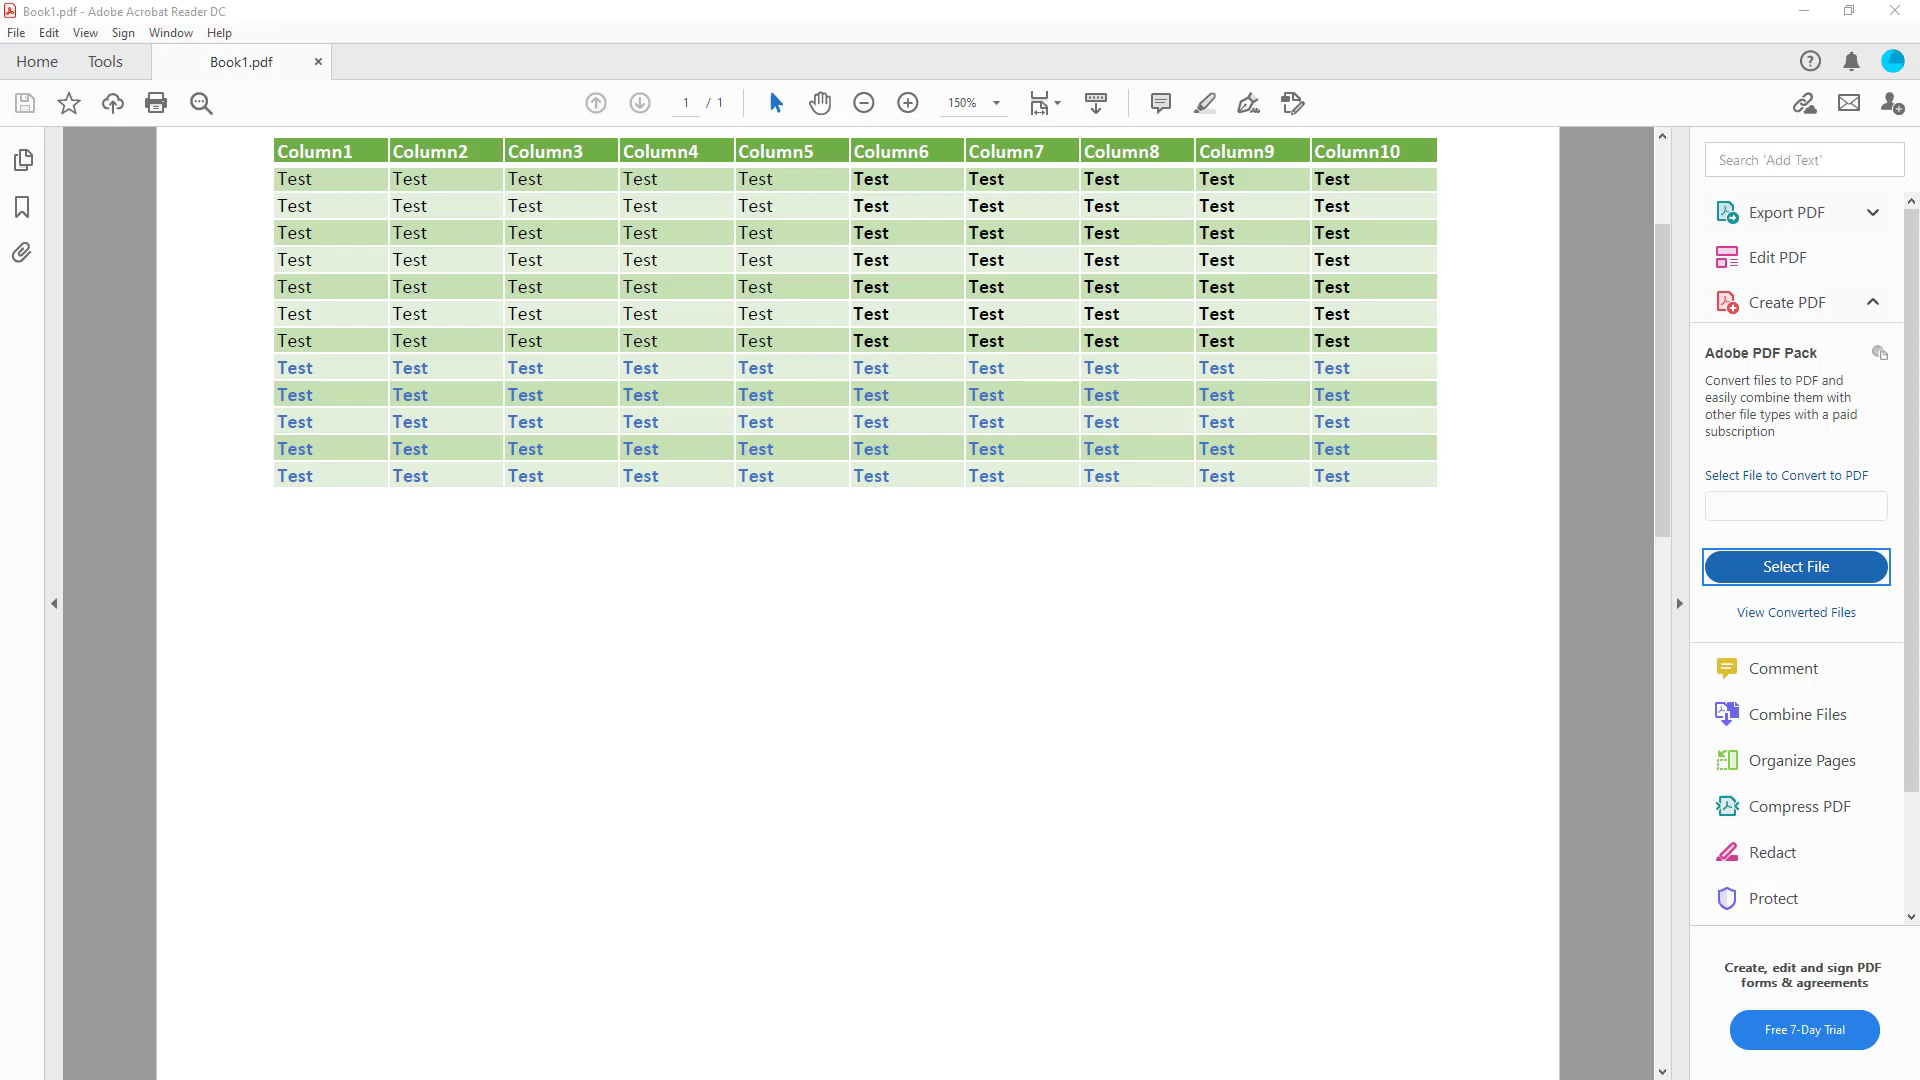 Book1.pdf - Adobe Acrobat Reader DC
File Edit View Sign Window Help
Home Tools Book1.pdf
1 / 1 150%
Column1 Column2 Column3 Column4 Column5 Column6 Column7 Column8 Column9 Column10
Test Test Test Test Test Test Test Test Test Test
Test Test Test Test Test Test Test Test Test Test
Test Test Test Test Test Test Test Test Test Test
Test Test Test Test Test Test Test Test Test Test
Test Test Test Test Test Test Test Test Test Test
Test Test Test Test Test Test Test Test Test Test
Test Test Test Test Test Test Test Test Test Test
Test Test Test Test Test Test Test Test Test Test
Test Test Test Test Test Test Test Test Test Test
Test Test Test Test Test Test Test Test Test Test
Test Test Test Test Test Test Test Test Test Test
Test Test Test Test Test Test Test Test Test Test
Search 'Add Text'
Export PDF
Edit PDF
Create PDF
Adobe PDF Pack
Convert files to PDF and
easily combine them with
other file types with a paid
subscription
Select File to Convert to PDF
Select File
View Converted Files
Comment
Combine Files
Organize Pages
Compress PDF
Redact
Protect
Create, edit and sign PDF
forms & agreements
Free 7-Day Trial